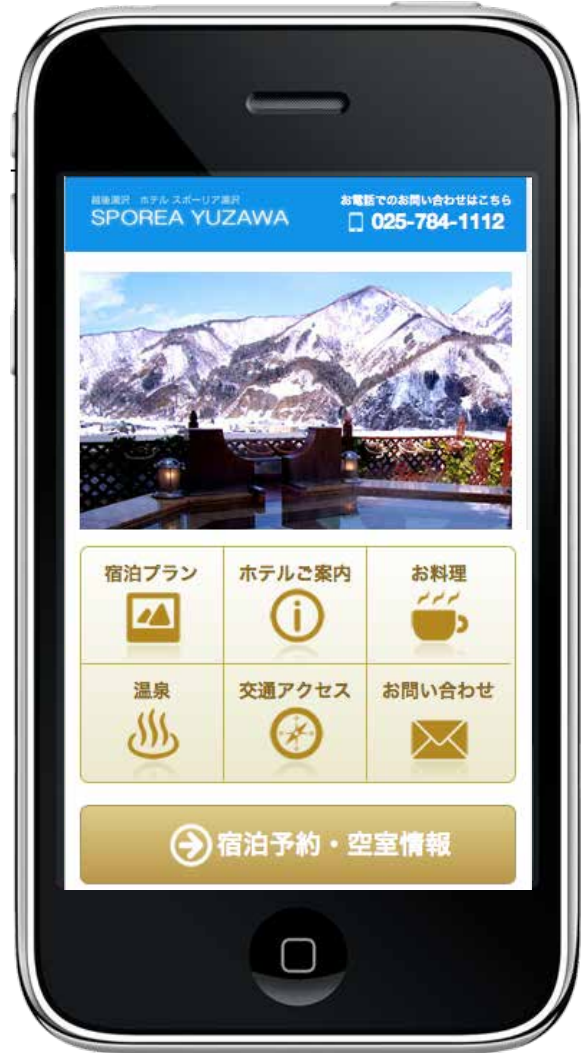 越後湯沢 ホテル スポーリア湯沢
SPOREA YUZAWA
お電話でのお問い合わせはこちら
025-784-1112
宿泊プラン
ホテルご案内
お料理
温泉
交通アクセス
お問い合わせ
宿泊予約・空室情報